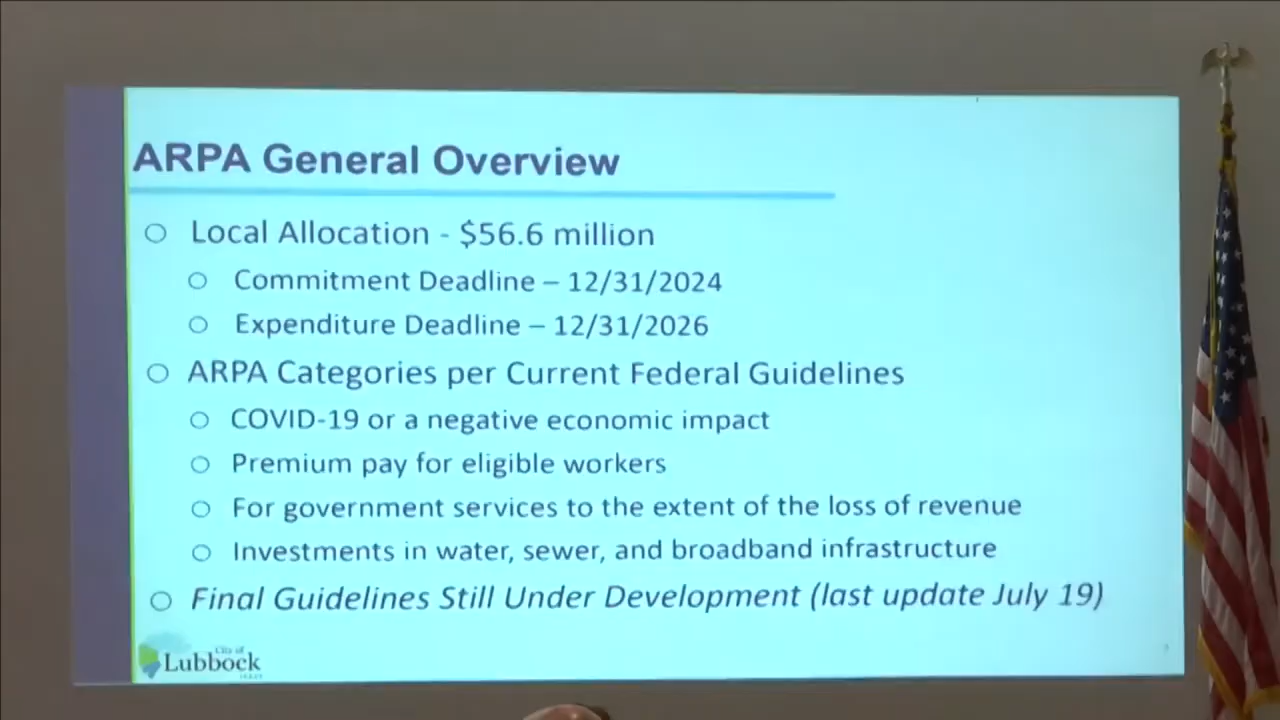 ARPA General Overview
Local Allocation - $56.6 million
Commitment Deadline – 12/31/2024
Expenditure Deadline – 12/31/2026
ARPA Categories per Current Federal Guidelines
COVID-19 or a negative economic impact
Premium pay for eligible workers
For government services to the extent of the loss of revenue
Investments in water, sewer, and broadband infrastructure
Final Guidelines Still Under Development (last update July 19)
City of
Lubbock